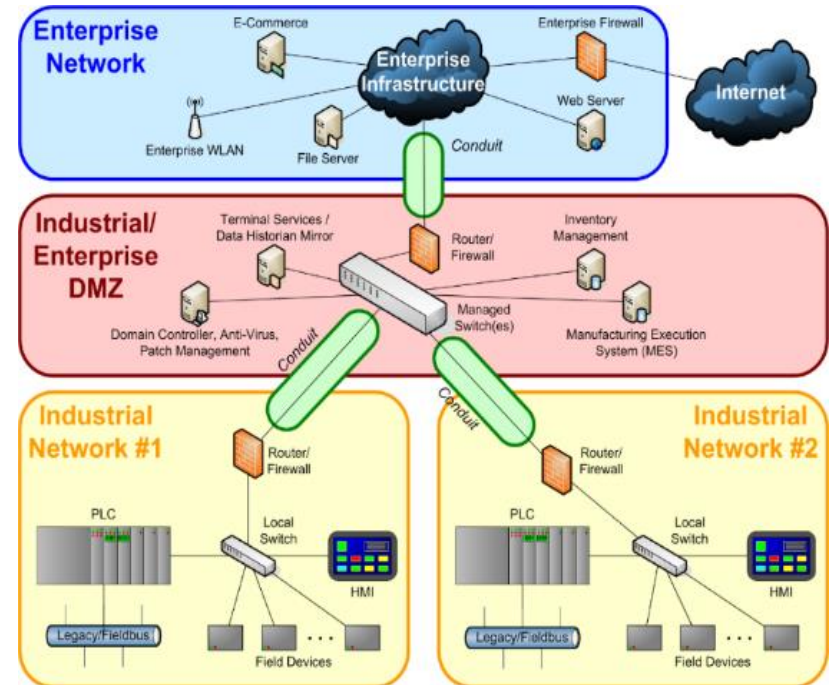 Enterprise
Network
E-Commerce
Enterprise
Infrastructure
Enterprise Firewall
Internet
Enterprise WLAN
File Server
Web Server
Conduit
Industrial/
Enterprise
DMZ
Terminal Services /
Data Historian Mirror
Router/
Firewall
Inventory
Management
Domain Controller, Anti-Virus,
Patch Management
Managed
Switch(es)
Manufacturing Execution
System (MES)
Conduit
Conduit
Industrial
Network #1
Router/
Firewall
PLC
Local
Switch
HMI
Legacy/Fieldbus
Field Devices
Industrial
Network #2
Router/
Firewall
PLC
Local
Switch
HMI
Legacy/Fieldbus
Field Devices